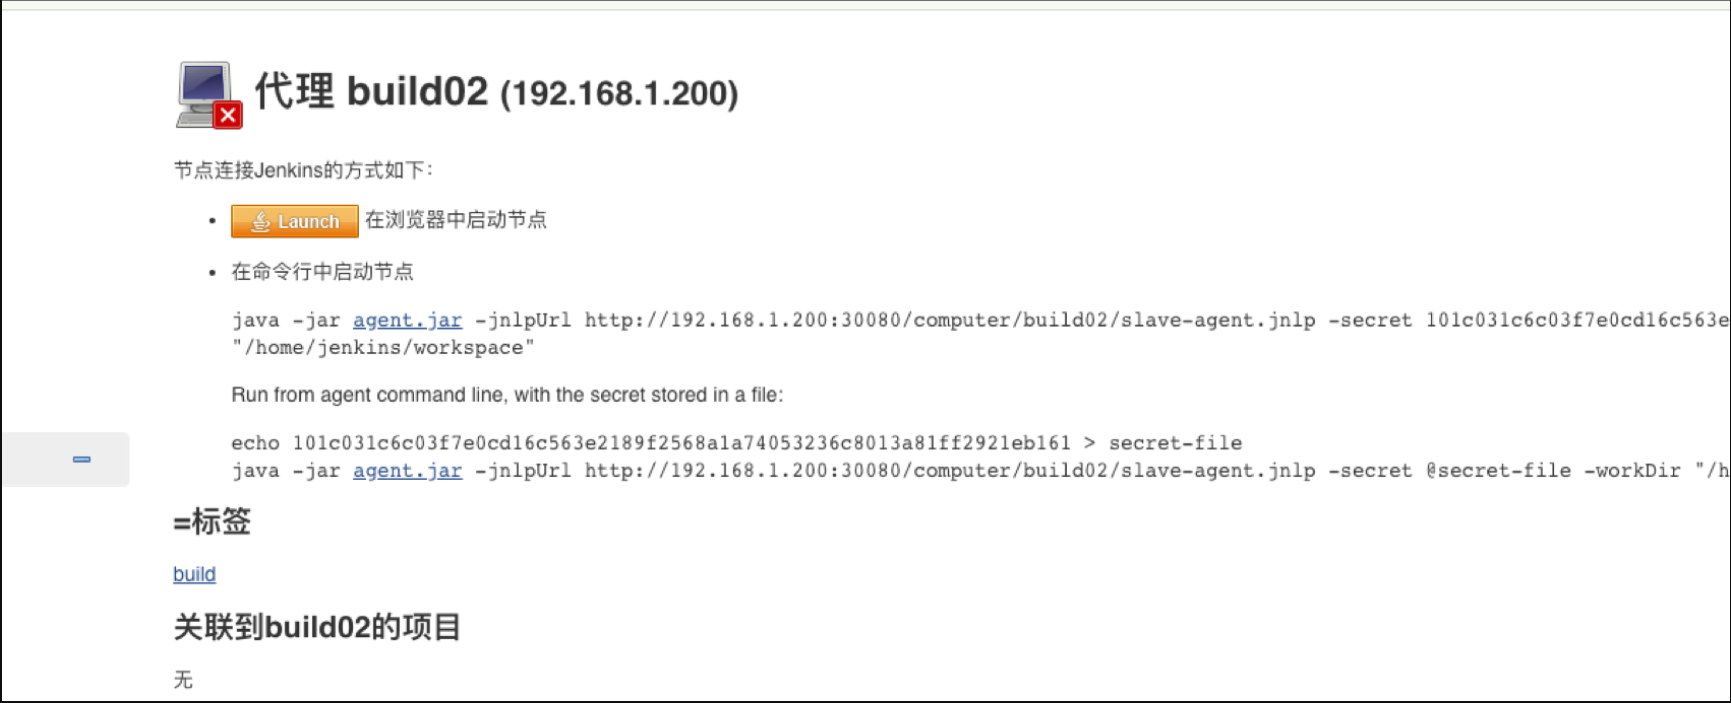 代理 build02 (192.168.1.200)
节点连接Jenkins的方式如下：
• Launch 在浏览器中启动节点
• 在命令行中启动节点
java -jar agent.jar -jnlpUrl http://192.168.1.200:30080/computer/build02/slave-agent.jnlp -secret 101c031c6c03f7e0cd16c563e
"/home/jenkins/workspace"
Run from agent command line, with the secret stored in a file:
echo 101c031c6c03f7e0cd16c563e2189f2568a1a74053236c8013a81ff2921eb161 > secret-file
java -jar agent.jar -jnlpUrl http://192.168.1.200:30080/computer/build02/slave-agent.jnlp -secret @secret-file -workDir "/h
=标签
build
关联到build02的项目
无